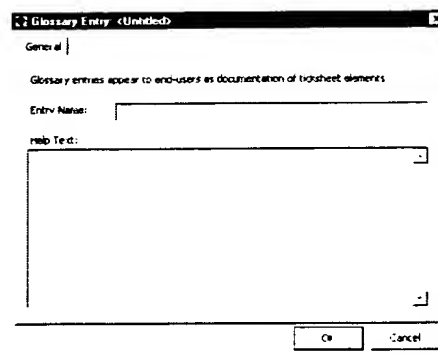 Glossary Entry: <Untitled>
General
Glossary entries appear to end-users as documentation of ticksheet elements
Entry Name:
Help Text:
OK
Cancel